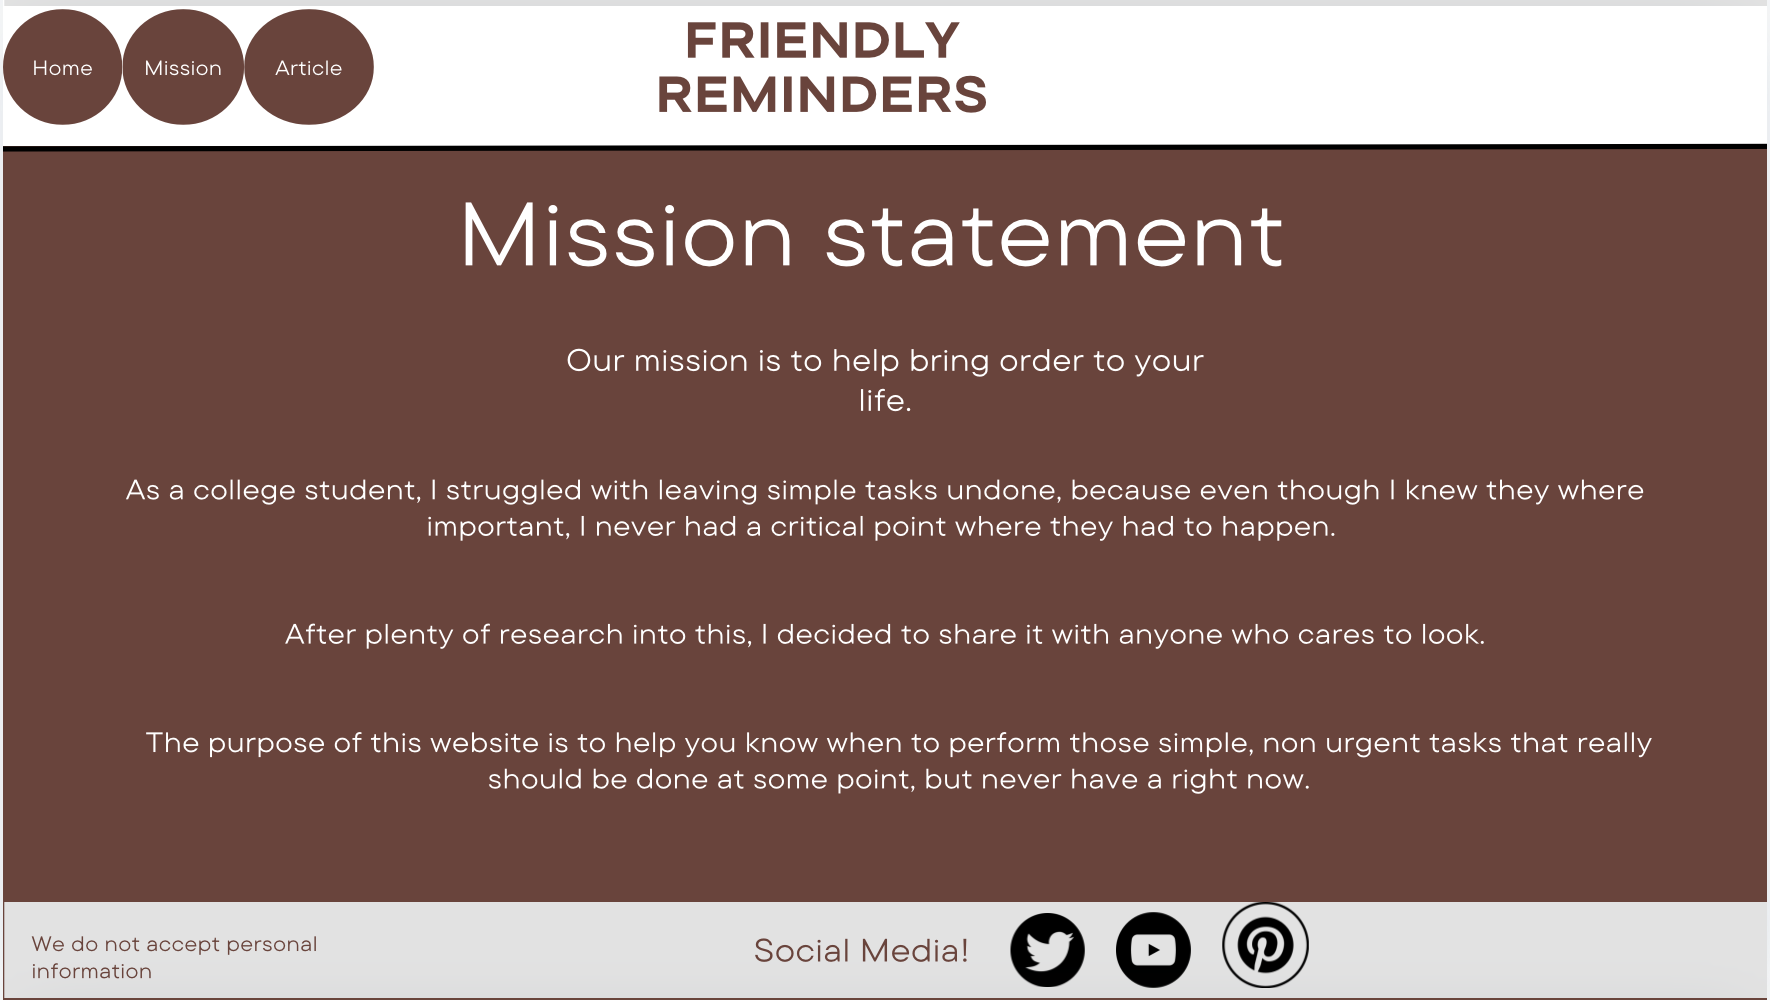 Home
Mission
Article
FRIENDLY
REMINDERS
Mission statement
Our mission is to help bring order to your
life.
As a college student, I struggled with leaving simple tasks undone, because even though I knew they where
important, I never had a critical point where they had to happen.
After plenty of research into this, I decided to share it with anyone who cares to look.
The purpose of this website is to help you know when to perform those simple, non urgent tasks that really
should be done at some point, but never have a right now.
We do not accept personal
information
Social Media!